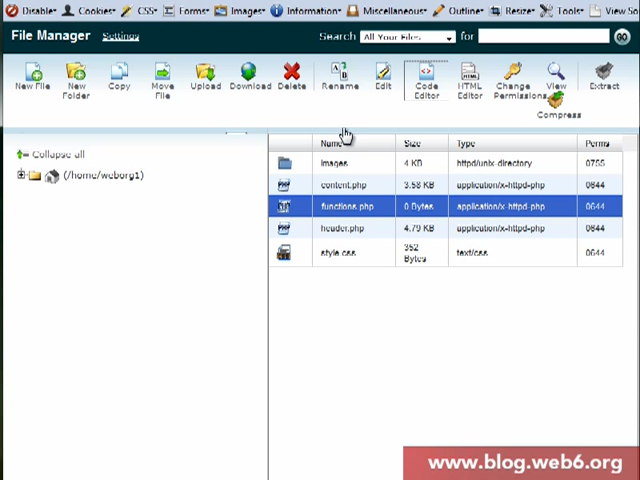 Disable▾ Cookies▾ CSS▾ Forms▾ Images▾ Information▾ Miscellaneous▾ Outline▾ Resize▾ Tools▾ View So
File Manager Settings Search All Your Files for GO
New File New Folder Copy Move File Upload Download Delete Rename Edit Code Editor HTML Editor Change Permissions View Extract
Compress
Name Size Type Perms
Collapse all
(/home/weborg1)
images 4 KB httpd/unix-directory 0755
content.php 3.58 KB application/x-httpd-php 0644
functions.php 0 Bytes application/x-httpd-php 0644
header.php 4.79 KB application/x-httpd-php 0644
style.css 352 Bytes text/css 0644
www.blog.web6.org